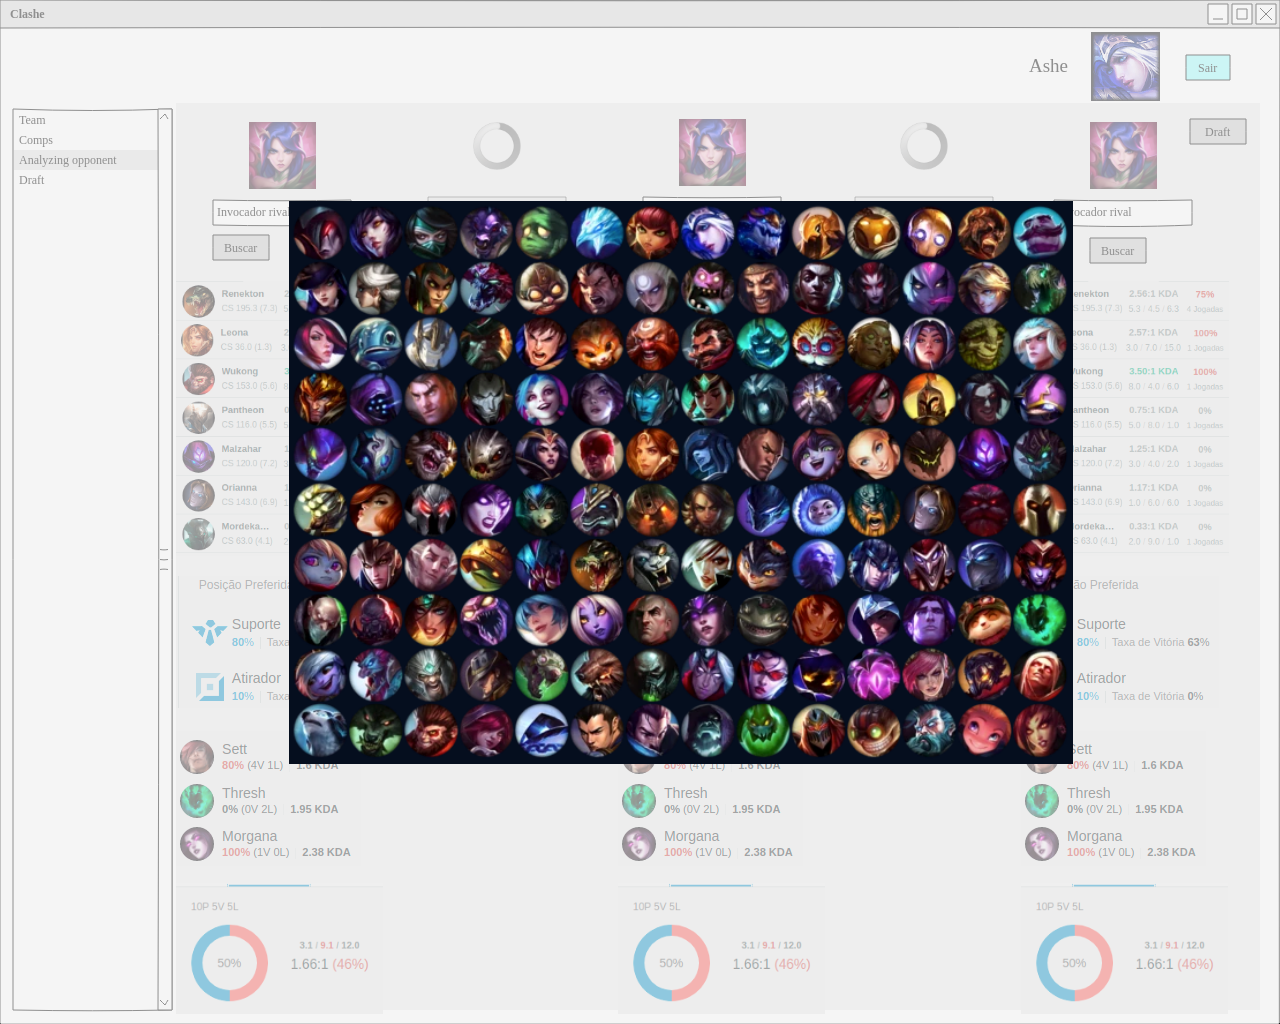 Clashe
Ashe
Sair
Team
Comps
Analyzing opponent
Draft
Draft
Invocador rival
ocador rival
Buscar
Buscar
Renekton
CS 195.3 (7.3)
enekton 2.56:1 KDA 75%
195.3 (7.3) 5.3 / 4.5 / 6.3 4 Jogadas
Leona
CS 36.0 (1.3)
eona 2.57:1 KDA 100%
36.0 (1.3) 3.0 / 7.0 / 15.0 1 Jogadas
Wukong
CS 153.0 (5.6)
ukong 3.50:1 KDA 100%
153.0 (5.6) 8.0 / 4.0 / 6.0 1 Jogadas
Pantheon
CS 116.0 (5.5)
antheon 0.75:1 KDA 0%
116.0 (5.5) 5.0 / 8.0 / 1.0 1 Jogadas
Malzahar
CS 120.0 (7.2)
alzahar 1.25:1 KDA 0%
120.0 (7.2) 3.0 / 4.0 / 2.0 1 Jogadas
Orianna
CS 143.0 (6.9)
rianna 1.17:1 KDA 0%
143.0 (6.9) 1.0 / 6.0 / 6.0 1 Jogadas
Mordeka...
CS 63.0 (4.1)
ordeka... 0.33:1 KDA 0%
63.0 (4.1) 2.0 / 9.0 / 1.0 1 Jogadas
Posição Preferida
ão Preferida
Suporte
80% | Taxa
Suporte
80% | Taxa de Vitória 63%
Atirador
10% | Taxa
Atirador
10% | Taxa de Vitória 0%
Sett
80% (4V 1L) 1.6 KDA
80% (4V 1L) 1.6 KDA
Sett
80% (4V 1L) 1.6 KDA
Thresh
0% (0V 2L) 1.95 KDA
Thresh
0% (0V 2L) 1.95 KDA
Thresh
0% (0V 2L) 1.95 KDA
Morgana
100% (1V 0L) 2.38 KDA
Morgana
100% (1V 0L) 2.38 KDA
Morgana
100% (1V 0L) 2.38 KDA
10P 5V 5L
3.1 / 9.1 / 12.0
50% 1.66:1 (46%)
10P 5V 5L
3.1 / 9.1 / 12.0
50% 1.66:1 (46%)
10P 5V 5L
3.1 / 9.1 / 12.0
50% 1.66:1 (46%)